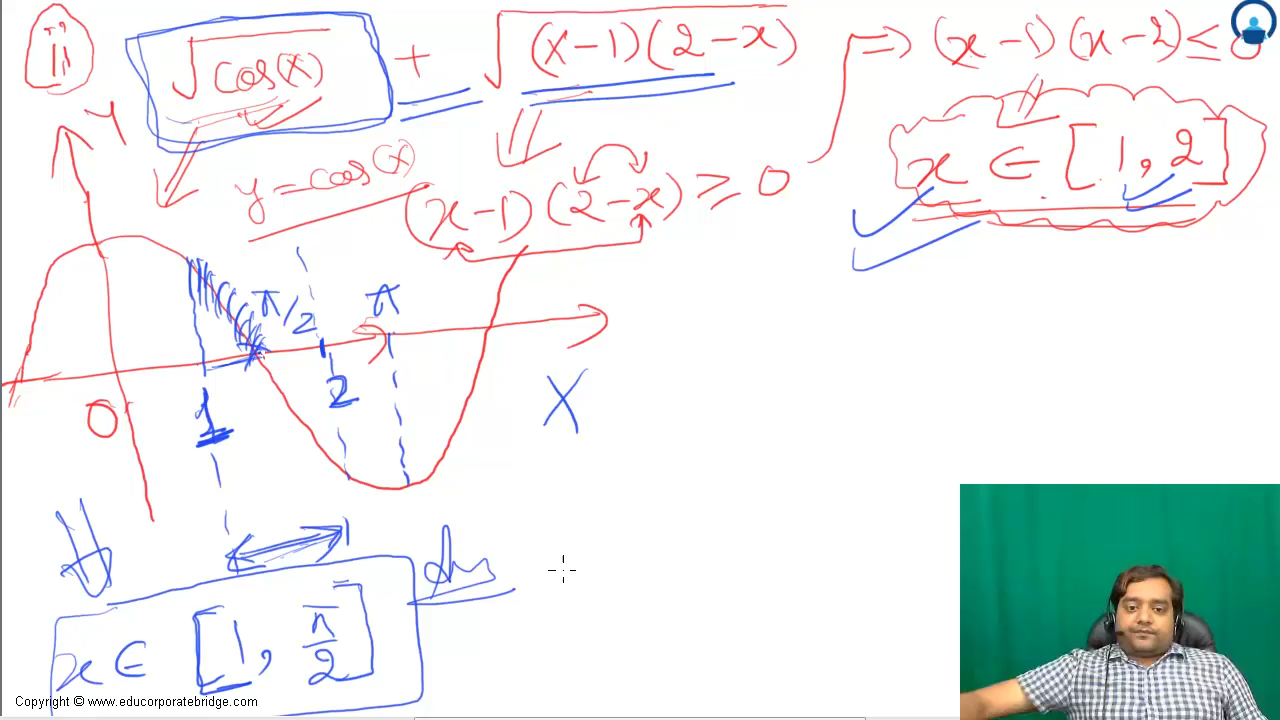 ii
√cos(x) + √(x-1)(2-x)
⇒ (x-1)(x-2) ≤ 0
x ∈ [1, 2]
y = cos(x)
(x-1)(2-x) ≥ 0
Y
π/2
π
0
1
2
X
x ∈ [1, π/2]
Ans
Copyright © www.educorporatebridge.com